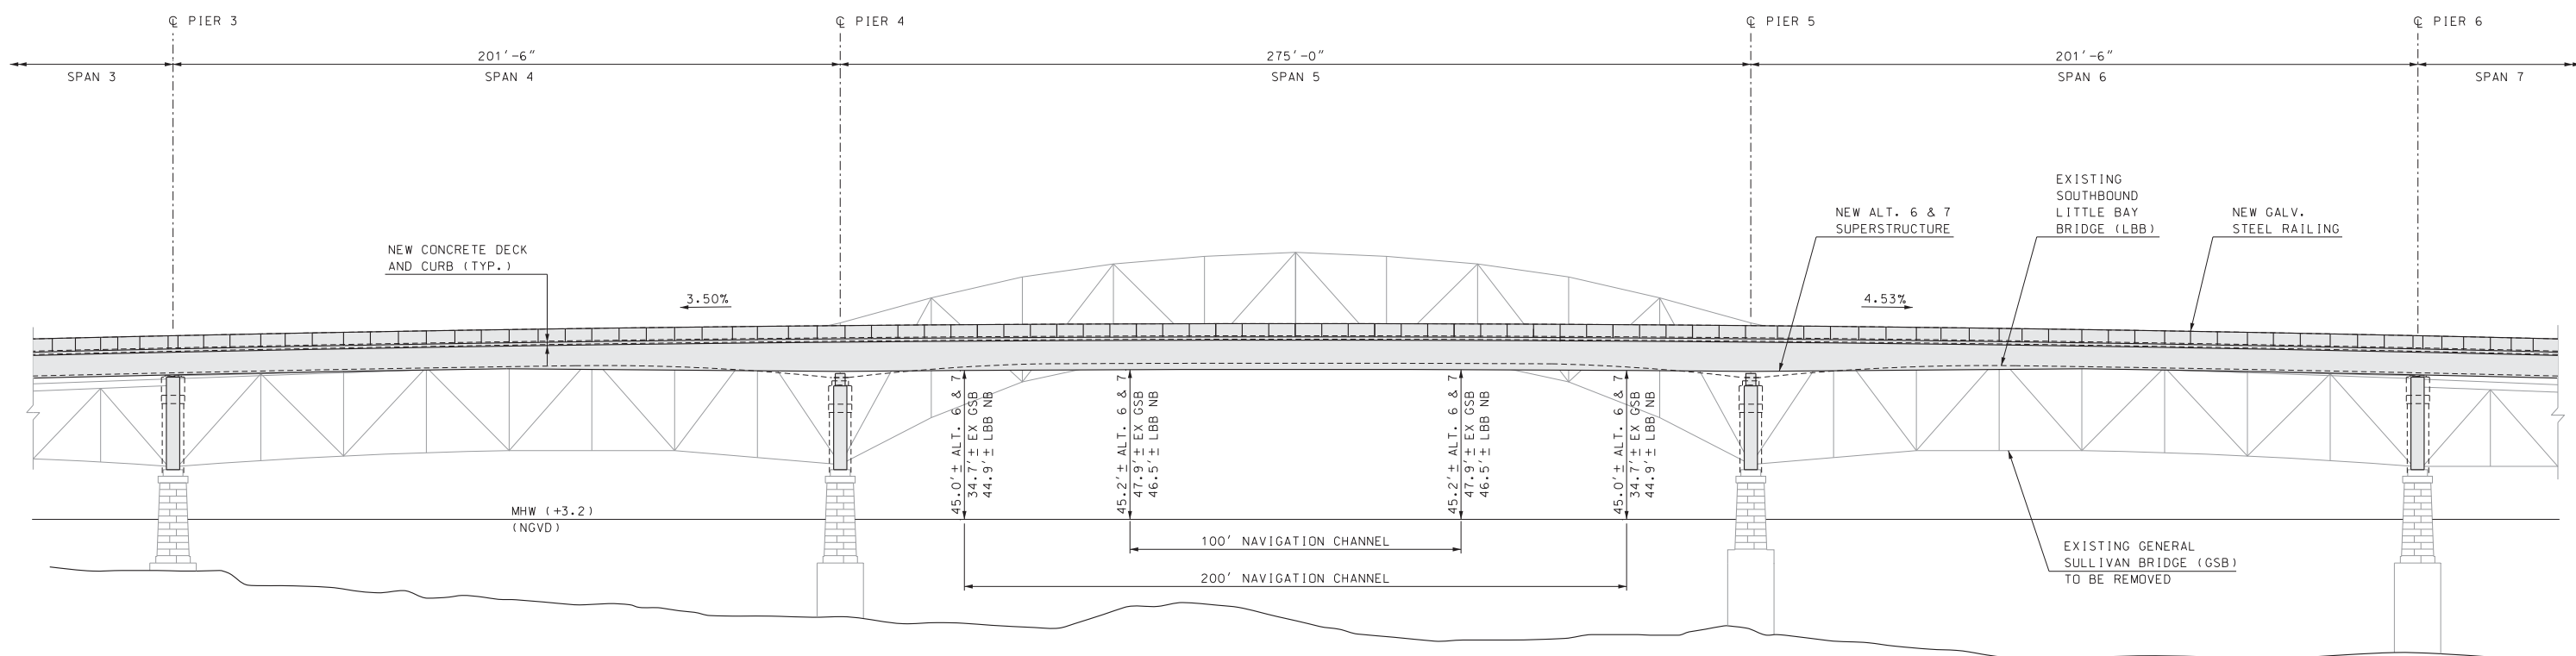 ℄ PIER 3
℄ PIER 4
℄ PIER 5
℄ PIER 6
201'-6"
275'-0"
201'-6"
SPAN 3
SPAN 4
SPAN 5
SPAN 6
SPAN 7
EXISTING
SOUTHBOUND
LITTLE BAY
BRIDGE (LBB)
NEW ALT. 6 & 7
SUPERSTRUCTURE
NEW GALV.
STEEL RAILING
NEW CONCRETE DECK
AND CURB (TYP.)
3.50%
4.53%
45.0'± ALT. 6 & 7
34.7'± EX GSB
44.9'± LBB NB
45.2'± ALT. 6 & 7
47.9'± EX GSB
46.5'± LBB NB
45.2'± ALT. 6 & 7
47.9'± EX GSB
46.5'± LBB NB
45.0'± ALT. 6 & 7
34.7'± EX GSB
44.9'± LBB NB
MHW (+3.2)
(NGVD)
100' NAVIGATION CHANNEL
200' NAVIGATION CHANNEL
EXISTING GENERAL
SULLIVAN BRIDGE (GSB)
TO BE REMOVED